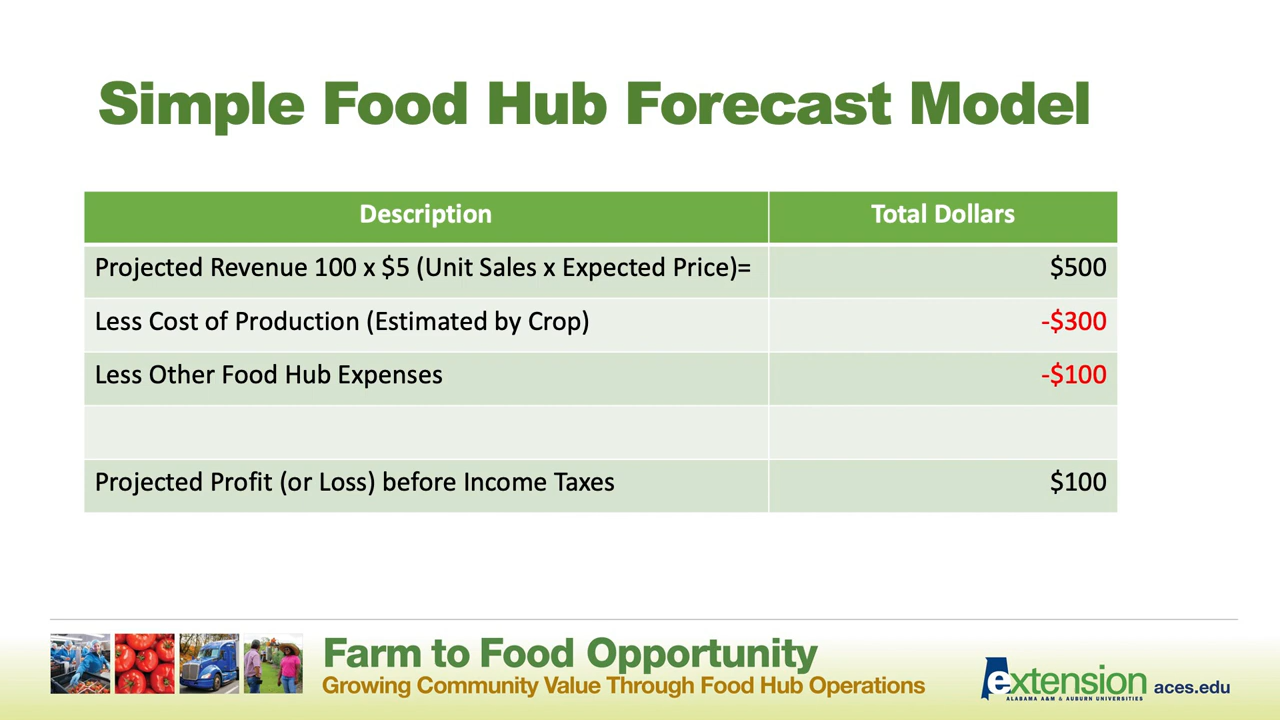 Simple Food Hub Forecast Model
Description Total Dollars
Projected Revenue 100 x $5 (Unit Sales x Expected Price)= $500
Less Cost of Production (Estimated by Crop) -$300
Less Other Food Hub Expenses -$100
Projected Profit (or Loss) before Income Taxes $100
Farm to Food Opportunity
Growing Community Value Through Food Hub Operations
extension aces.edu
ALABAMA A&M & AUBURN UNIVERSITIES